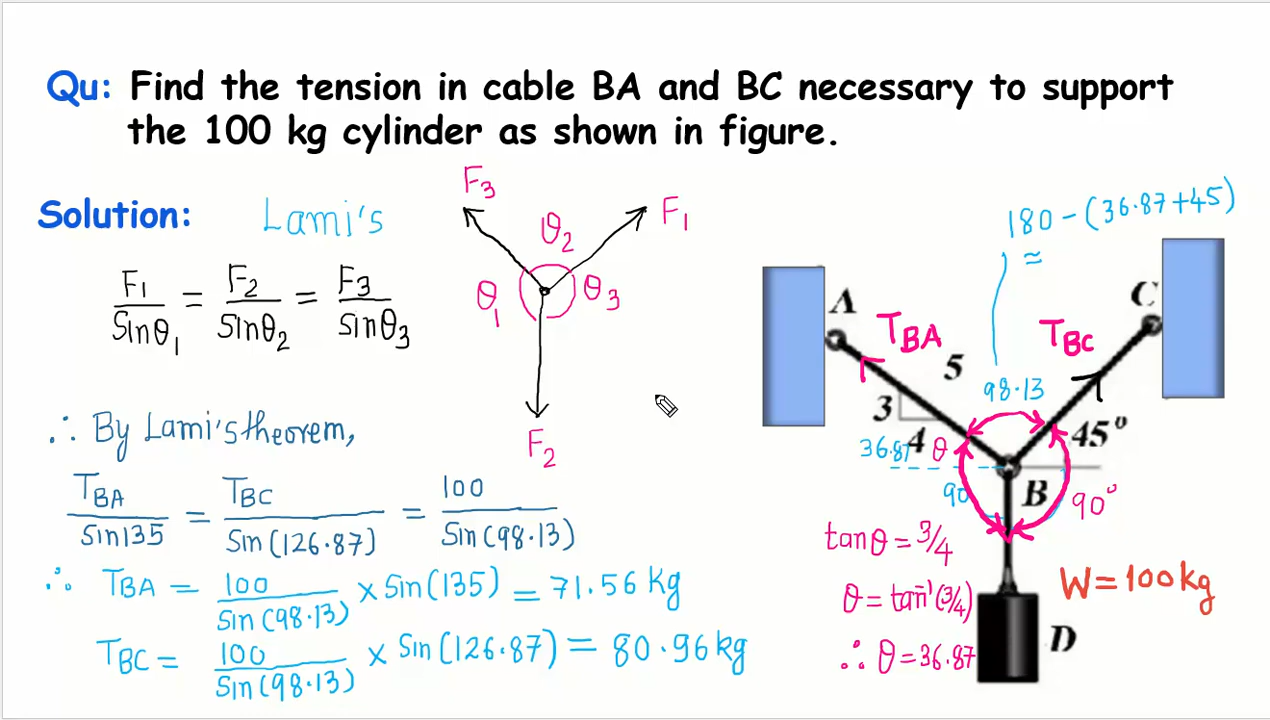 Qu: Find the tension in cable BA and BC necessary to support
the 100 kg cylinder as shown in figure.
Solution: Lami's
F1/Sinθ1 = F2/Sinθ2 = F3/Sinθ3
F3
F1
θ2
θ1
θ3
F2
∴ By Lami's theorem,
TBA/Sin135 = TBC/Sin(126.87) = 100/Sin(98.13)
∴ TBA = 100/Sin(98.13) × Sin(135) = 71.56 kg
TBC = 100/Sin(98.13) × Sin(126.87) = 80.96 kg
180 - (36.87+45)
≈
A
C
TBA
TBC
5
98.13
3
4
45°
36.87
θ
90
B
90°
tanθ = 3/4
θ = tan⁻¹(3/4)
∴ θ = 36.87
W = 100kg
D